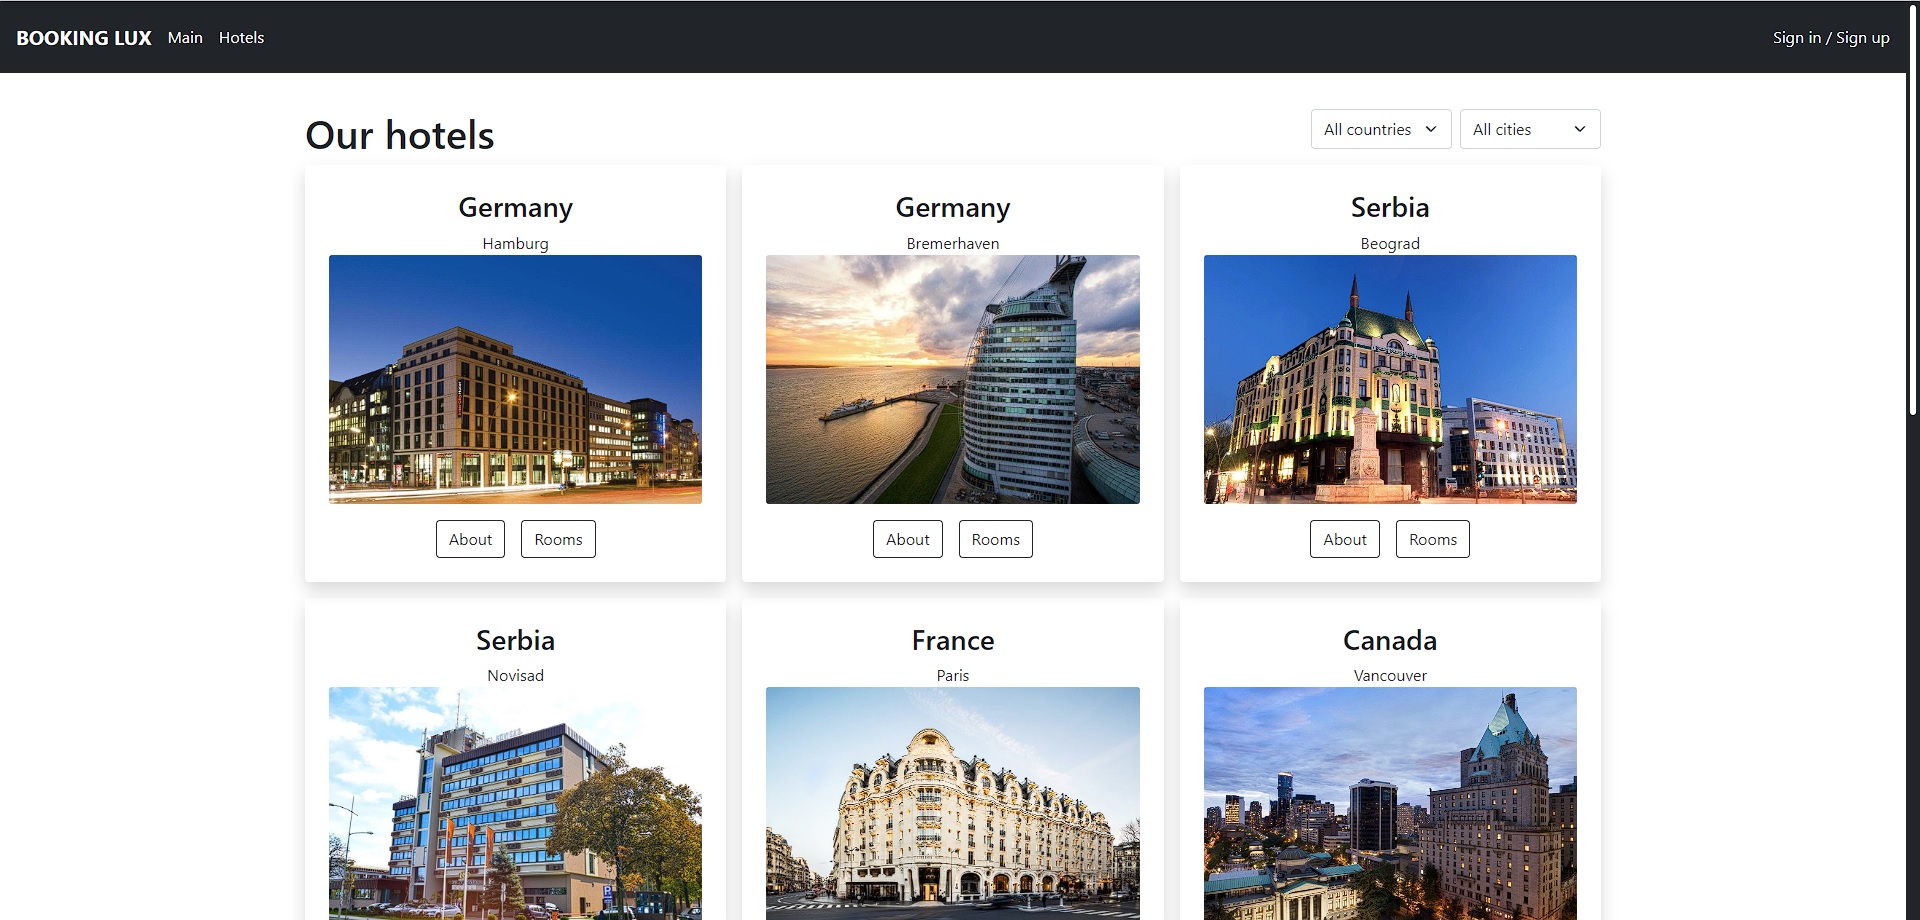 BOOKING LUX Main Hotels Sign in / Sign up
Our hotels All countries All cities
Germany
Hamburg
About Rooms
Germany
Bremerhaven
About Rooms
Serbia
Beograd
About Rooms
Serbia
Novisad
France
Paris
Canada
Vancouver